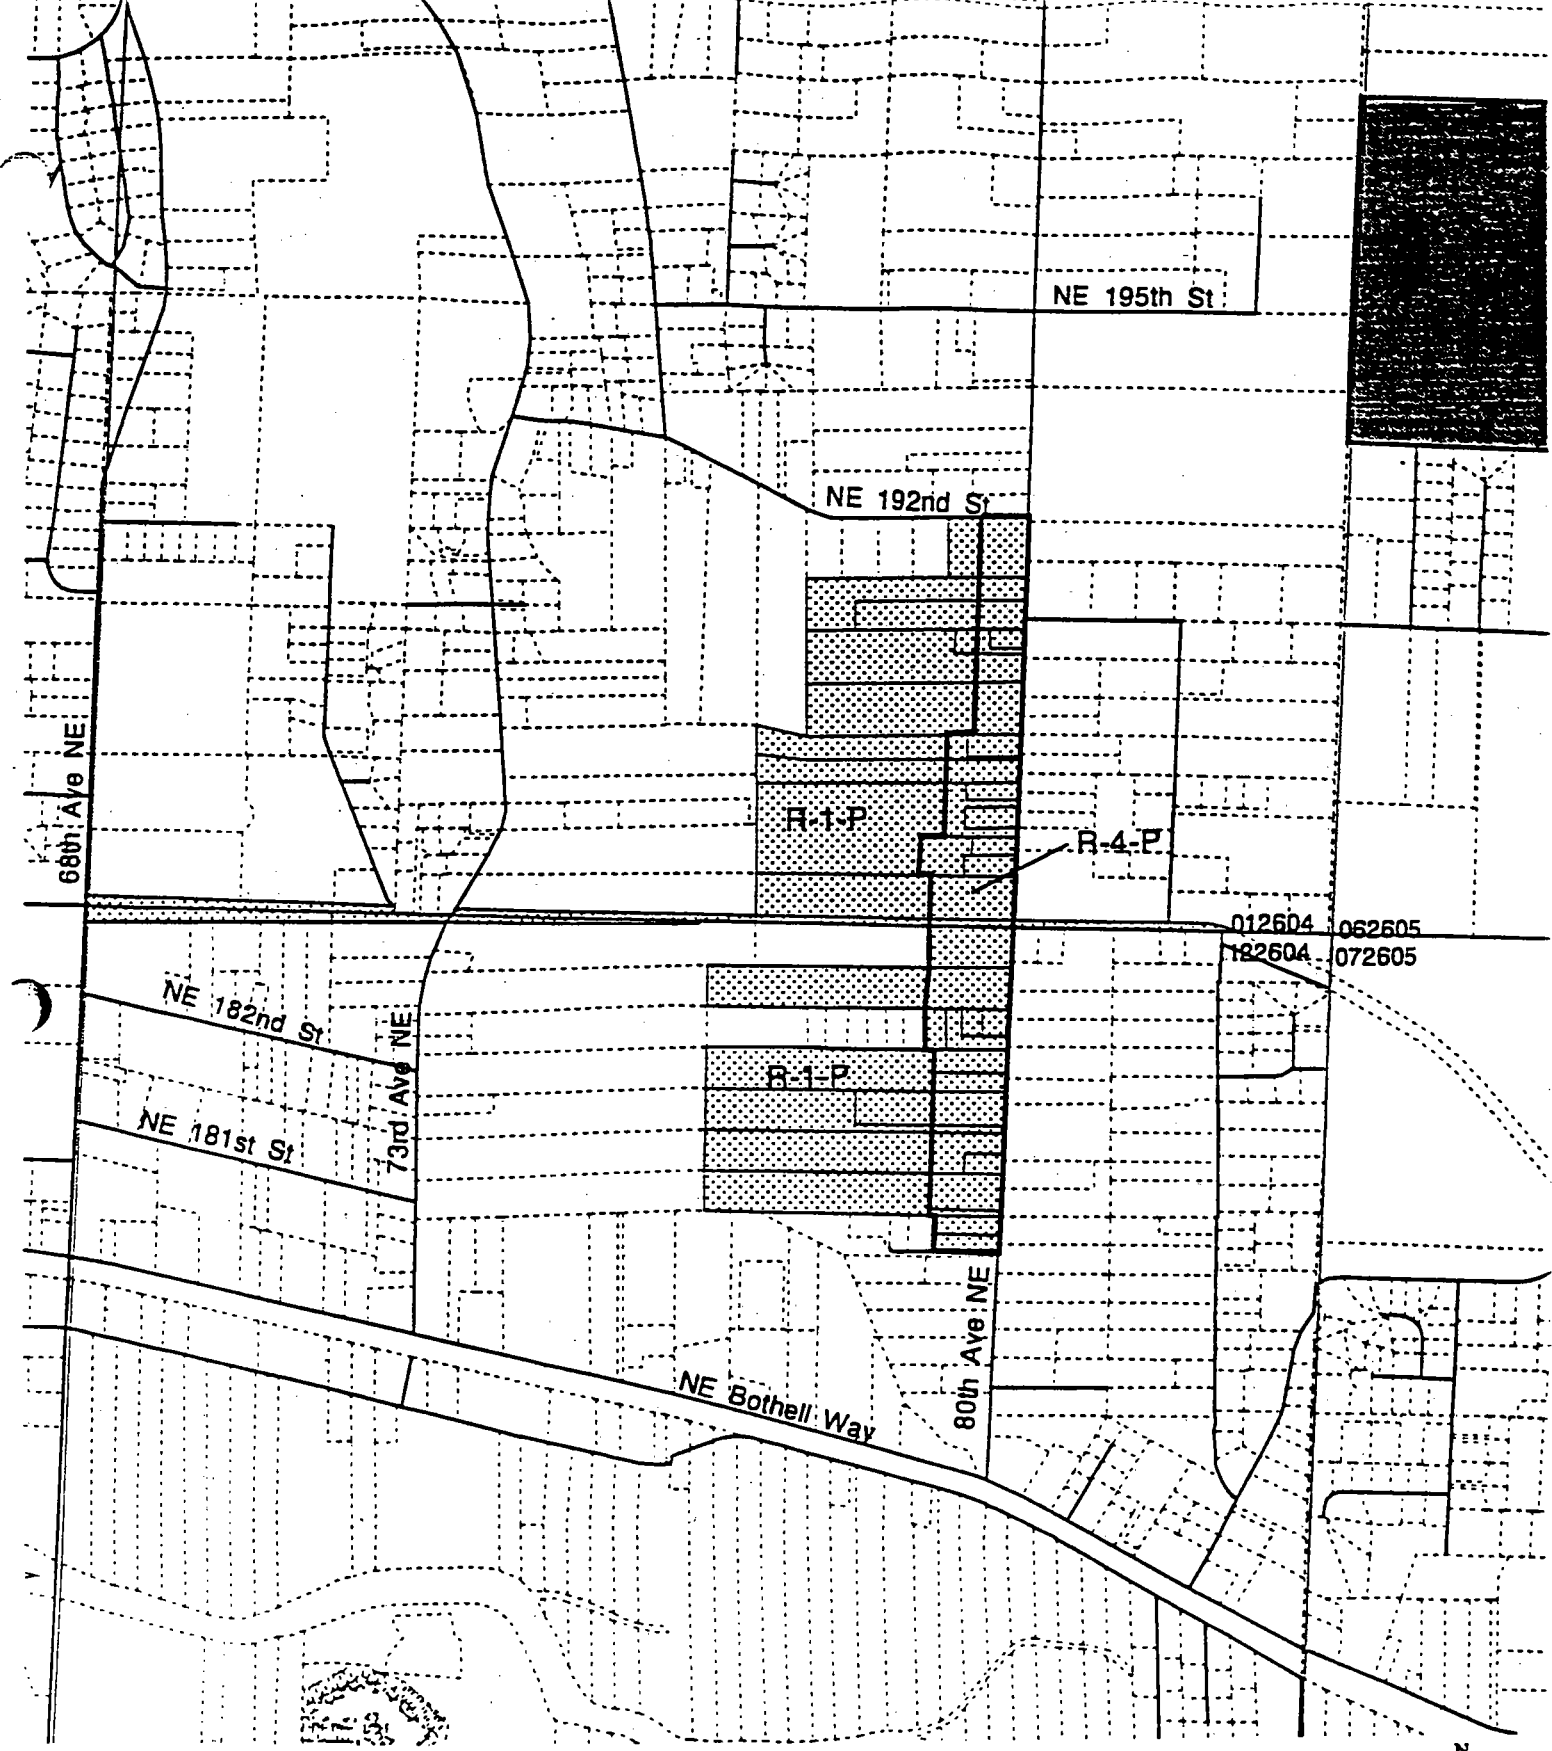 NE 195th St
NE 192nd St
68th Ave NE
R-1-P
R-4-P
012604
062605
122604
072605
NE 182nd St
73rd Ave NE
R-1-P
NE 181st St
80th Ave NE
NE Bothell Way
N